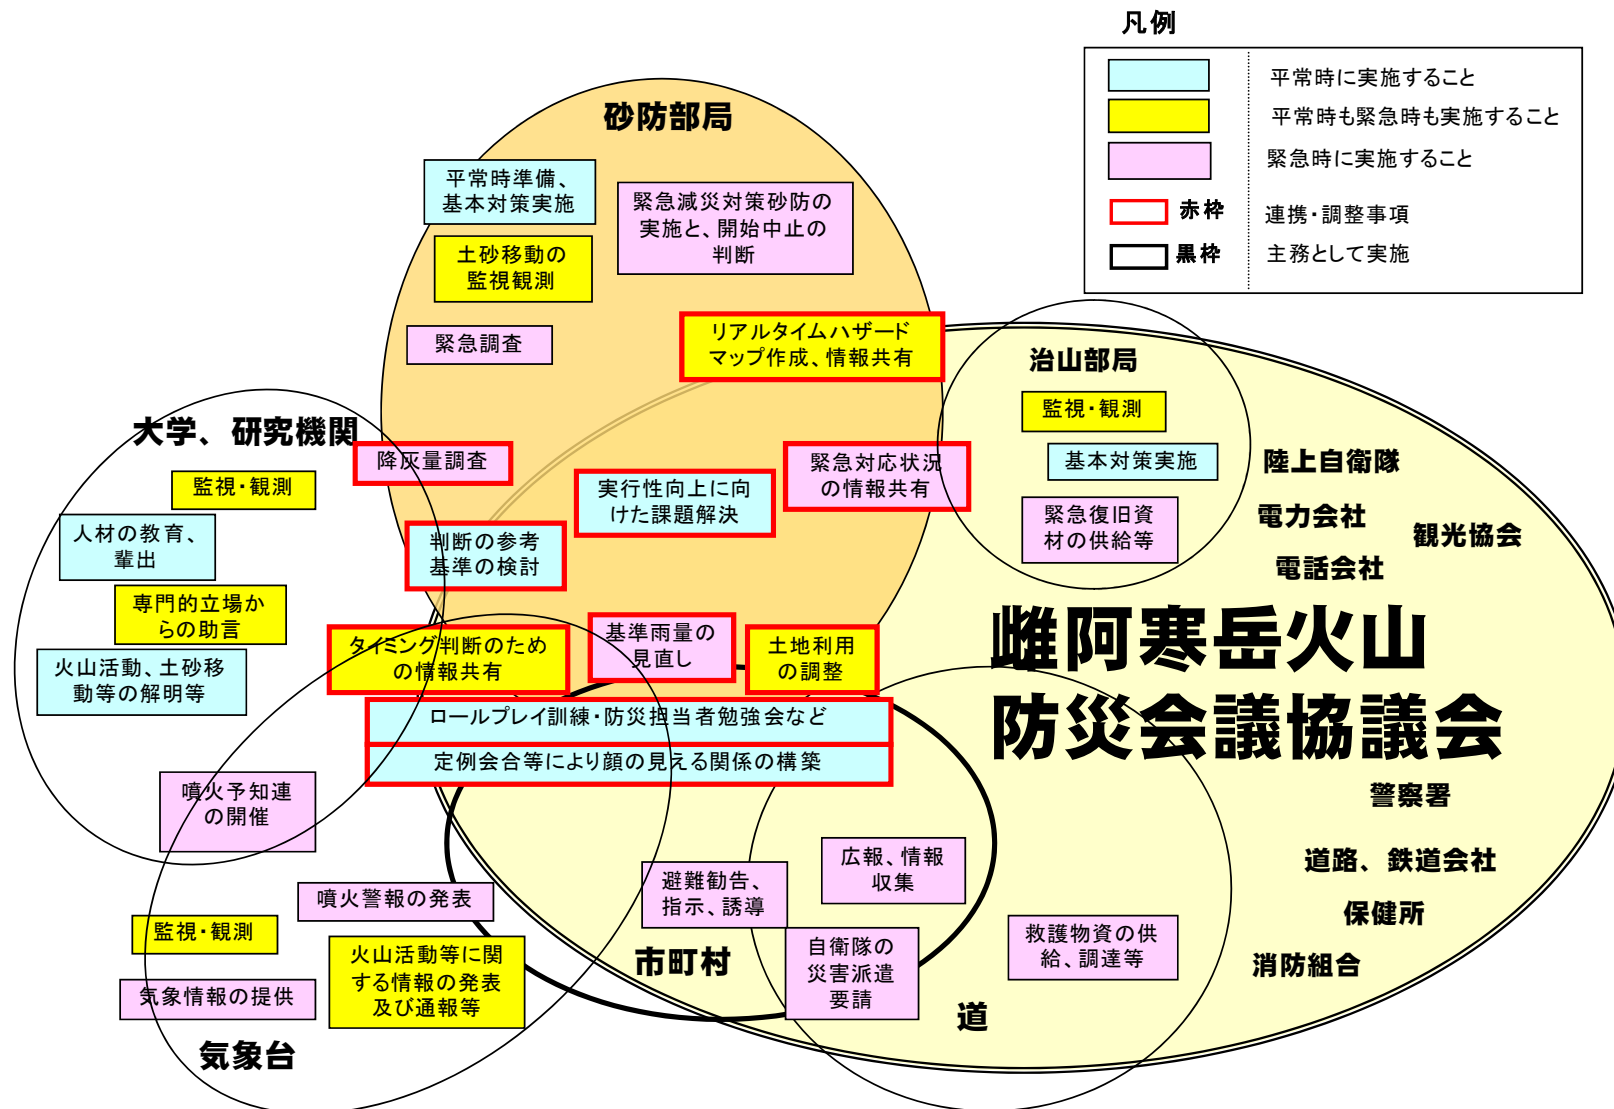 凡例
平常時に実施すること
平常時も緊急時も実施すること
緊急時に実施すること
赤枠
連携・調整事項
黒枠
主務として実施
砂防部局
平常時準備、
基本対策実施
緊急減災対策砂防の
実施と、開始中止の
判断
土砂移動の
監視観測
緊急調査
リアルタイムハザード
マップ作成、情報共有
治山部局
監視・観測
基本対策実施
緊急復旧資
材の供給等
大学、研究機関
降灰量調査
監視・観測
人材の教育、
輩出
専門的立場か
らの助言
火山活動、土砂移
動等の解明等
緊急対応状況
の情報共有
実行性向上に向
けた課題解決
判断の参考
基準の検討
陸上自衛隊
電力会社
観光協会
電話会社
雌阿寒岳火山
防災会議協議会
タイミング判断のため
の情報共有
基準雨量の
見直し
土地利用
の調整
ロールプレイ訓練・防災担当者勉強会など
定例会合等により顔の見える関係の構築
噴火予知連
の開催
噴火警報の発表
監視・観測
火山活動等に関
する情報の発表
及び通報等
気象情報の提供
気象台
避難勧告、
指示、誘導
広報、情報
収集
市町村
自衛隊の
災害派遣
要請
救護物資の供
給、調達等
道
警察署
道路、鉄道会社
保健所
消防組合